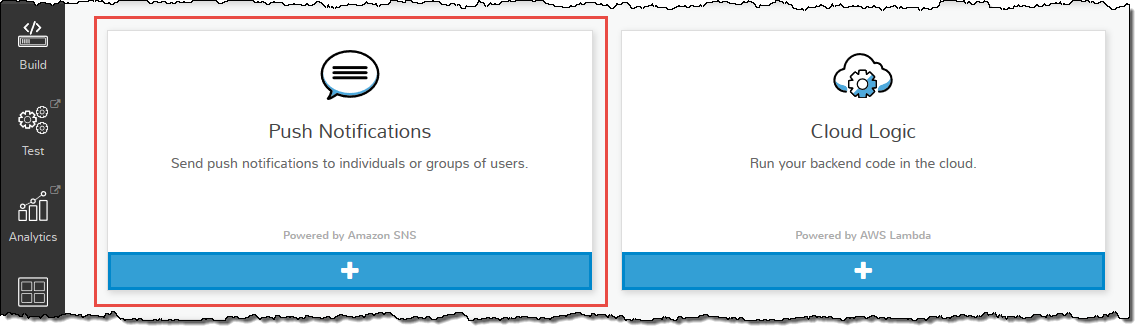 Build
Test
Analytics
Push Notifications
Send push notifications to individuals or groups of users.
Powered by Amazon SNS
Cloud Logic
Run your backend code in the cloud.
Powered by AWS Lambda